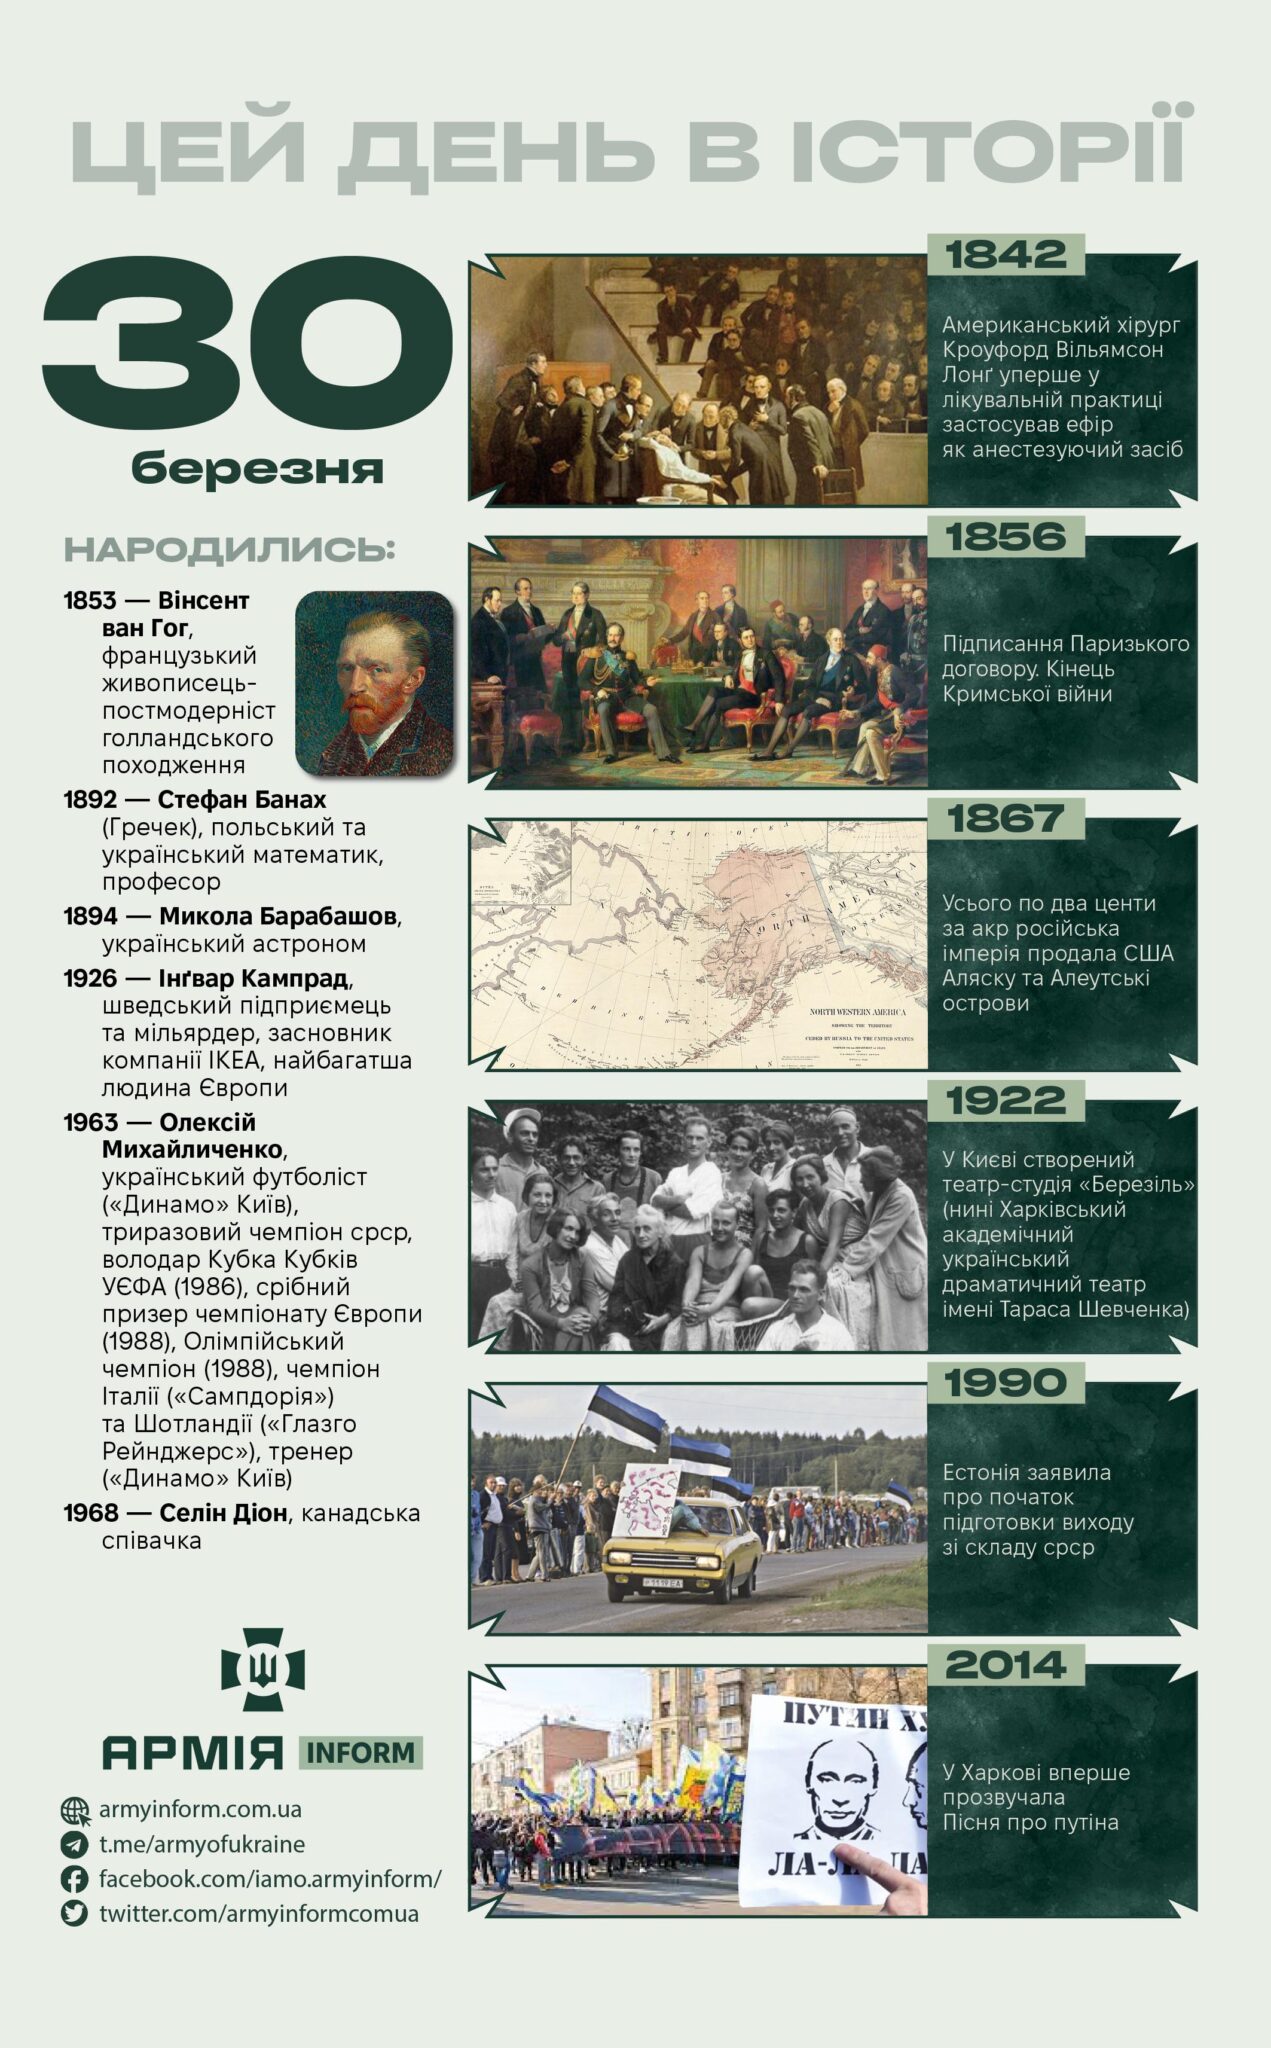 ЦЕЙ ДЕНЬ В ІСТОРІЇ
30
березня
НАРОДИЛИСЬ:
1853 — Вінсент
ван Гог,
французький
живописець-
постмодерніст
голландського
походження
1892 — Стефан Банах
(Гречек), польський та
український математик,
професор
1894 — Микола Барабашов,
український астроном
1926 — Інґвар Кампрад,
шведський підприємець
та мільярдер, засновник
компанії ІКЕА, найбагатша
людина Європи
1963 — Олексій
Михайличенко,
український футболіст
(«Динамо» Київ),
триразовий чемпіон срср,
володар Кубка Кубків
УЄФА (1986), срібний
призер чемпіонату Європи
(1988), Олімпійський
чемпіон (1988), чемпіон
Італії («Сампдорія»)
та Шотландії («Глазго
Рейнджерс»), тренер
(«Динамо» Київ)
1968 — Селін Діон, канадська
співачка
АРМІЯ INFORM
armyinform.com.ua
t.me/armyofukraine
facebook.com/iamo.armyinform/
twitter.com/armyinformcomua
1842
Американський хірург
Кроуфорд Вільямсон
Лонґ уперше у
лікувальній практиці
застосував ефір
як анестезуючий засіб
1856
Підписання Паризького
договору. Кінець
Кримської війни
1867
Усього по два центи
за акр російська
імперія продала США
Аляску та Алеутські
острови
ARCTIC OCEAN
NORTH AMERICA
BERING SEA
NORTH WESTERN AMERICA
SHOWING THE TERRITORY
CEDED BY RUSSIA TO THE UNITED STATES
1922
У Києві створений
театр-студія «Березіль»
(нині Харківський
академічний
український
драматичний театр
імені Тараса Шевченка)
1990
Естонія заявила
про початок
підготовки виходу
зі складу срср
2014
У Харкові вперше
прозвучала
Пісня про путіна
ПУТИН ХУ
ЛА-ЛА ЛА